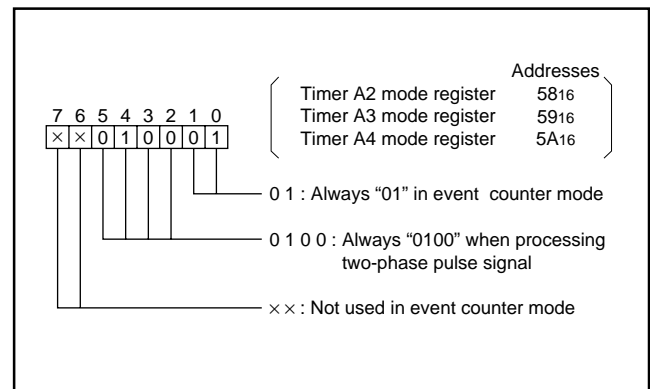 Addresses
Timer A2 mode register 5816
Timer A3 mode register 5916
Timer A4 mode register 5A16
7 6 5 4 3 2 1 0
× × 0 1 0 0 0 1
0 1 : Always “01” in event counter mode
0 1 0 0 : Always “0100” when processing
two-phase pulse signal
× × : Not used in event counter mode